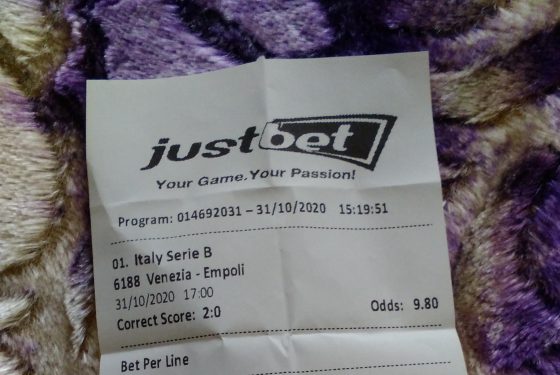 justbet
Your Game.Your Passion!
Program: 014692031 – 31/10/2020 15:19:51
01. Italy Serie B
6188 Venezia - Empoli
31/10/2020 17:00
Correct Score: 2:0 Odds: 9.80
Bet Per Line